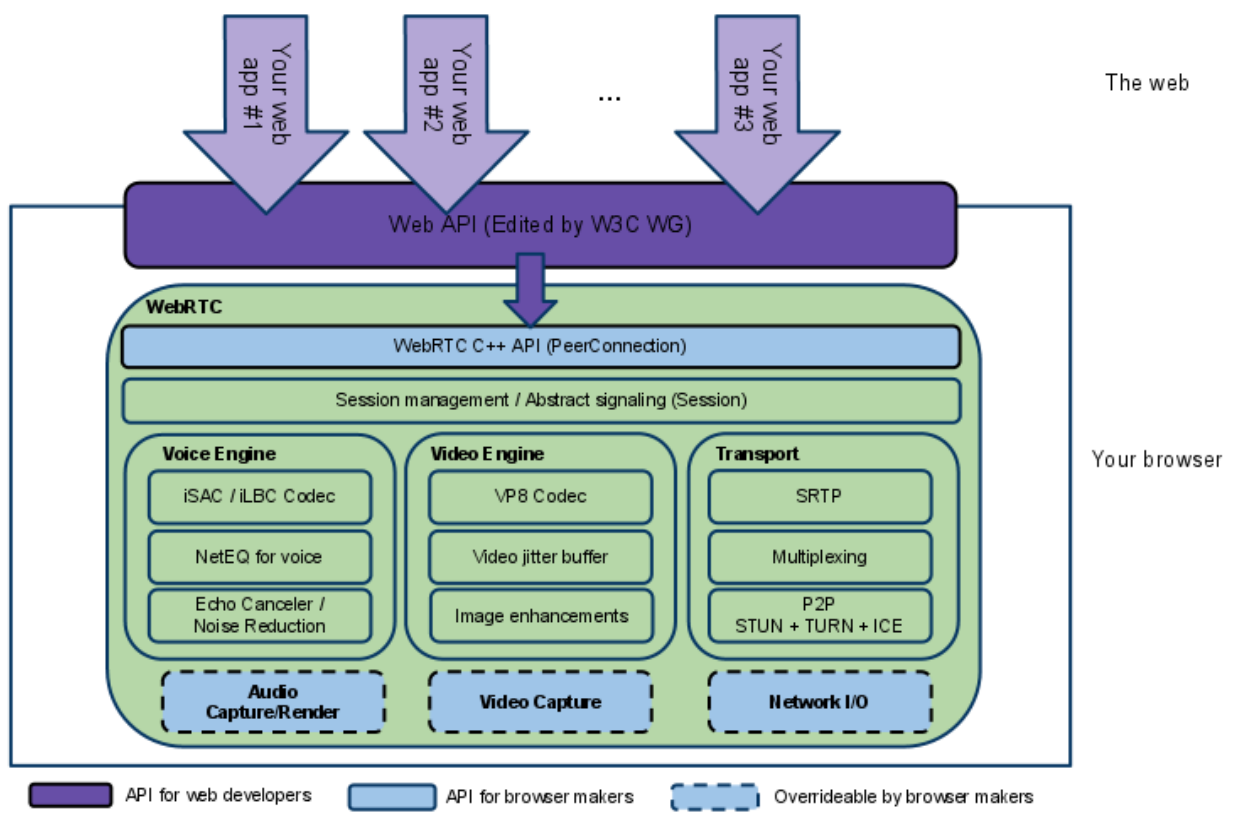 Your web
app #1
Your web
app #2
...
Your web
app #3
The web
Web API (Edited by W3C WG)
WebRTC
WebRTC C++ API (PeerConnection)
Session management / Abstract signaling (Session)
Your browser
Voice Engine
iSAC / iLBC Codec
NetEQ for voice
Echo Canceler /
Noise Reduction
Video Engine
VP8 Codec
Video jitter buffer
Image enhancements
Transport
SRTP
Multiplexing
P2P
STUN + TURN + ICE
Audio
Capture/Render
Video Capture
Network I/O
API for web developers
API for browser makers
Overrideable by browser makers